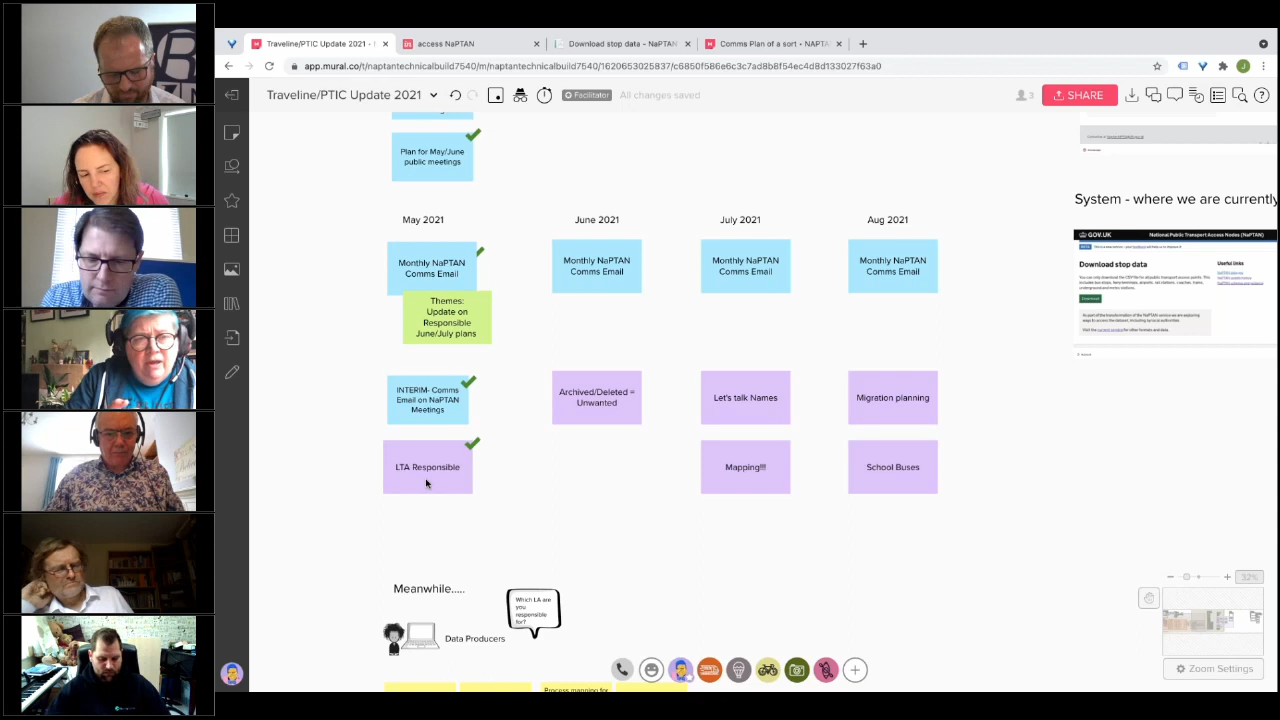 Traveline/PTIC Update 2021 -
access NaPTAN
Download stop data - NaPTAN
Comms Plan of a sort • NAPTA
app.mural.co/t/naptantechnicalbuild7540/m/naptantechnicalbuild7540/1620653025837/c6850f586e6c3c7ad8b8f54ec4d8d133027f63a0
J
Traveline/PTIC Update 2021
Facilitator
All changes saved
3
SHARE
Plan for May/June
public meetings
May 2021
June 2021
July 2021
Aug 2021
Monthly NaPTAN
Comms Email
Monthly NaPTAN
Comms Email
Monthly NaPTAN
Comms Email
Monthly NaPTAN
Comms Email
Themes:
Update on
Responsible
June/July plans
INTERIM- Comms
Email on NaPTAN
Meetings
Archived/Deleted =
Unwanted
Let's talk Names
Migration planning
LTA Responsible
Mapping!!!
School Buses
System - where we are currently
GOV.UK
National Public Transport Access Nodes (NaPTAN)
Download stop data
Useful links
Meanwhile.....
Which LA are
you
responsible
for?
Data Producers
Process mapping for
32%
Zoom Settings